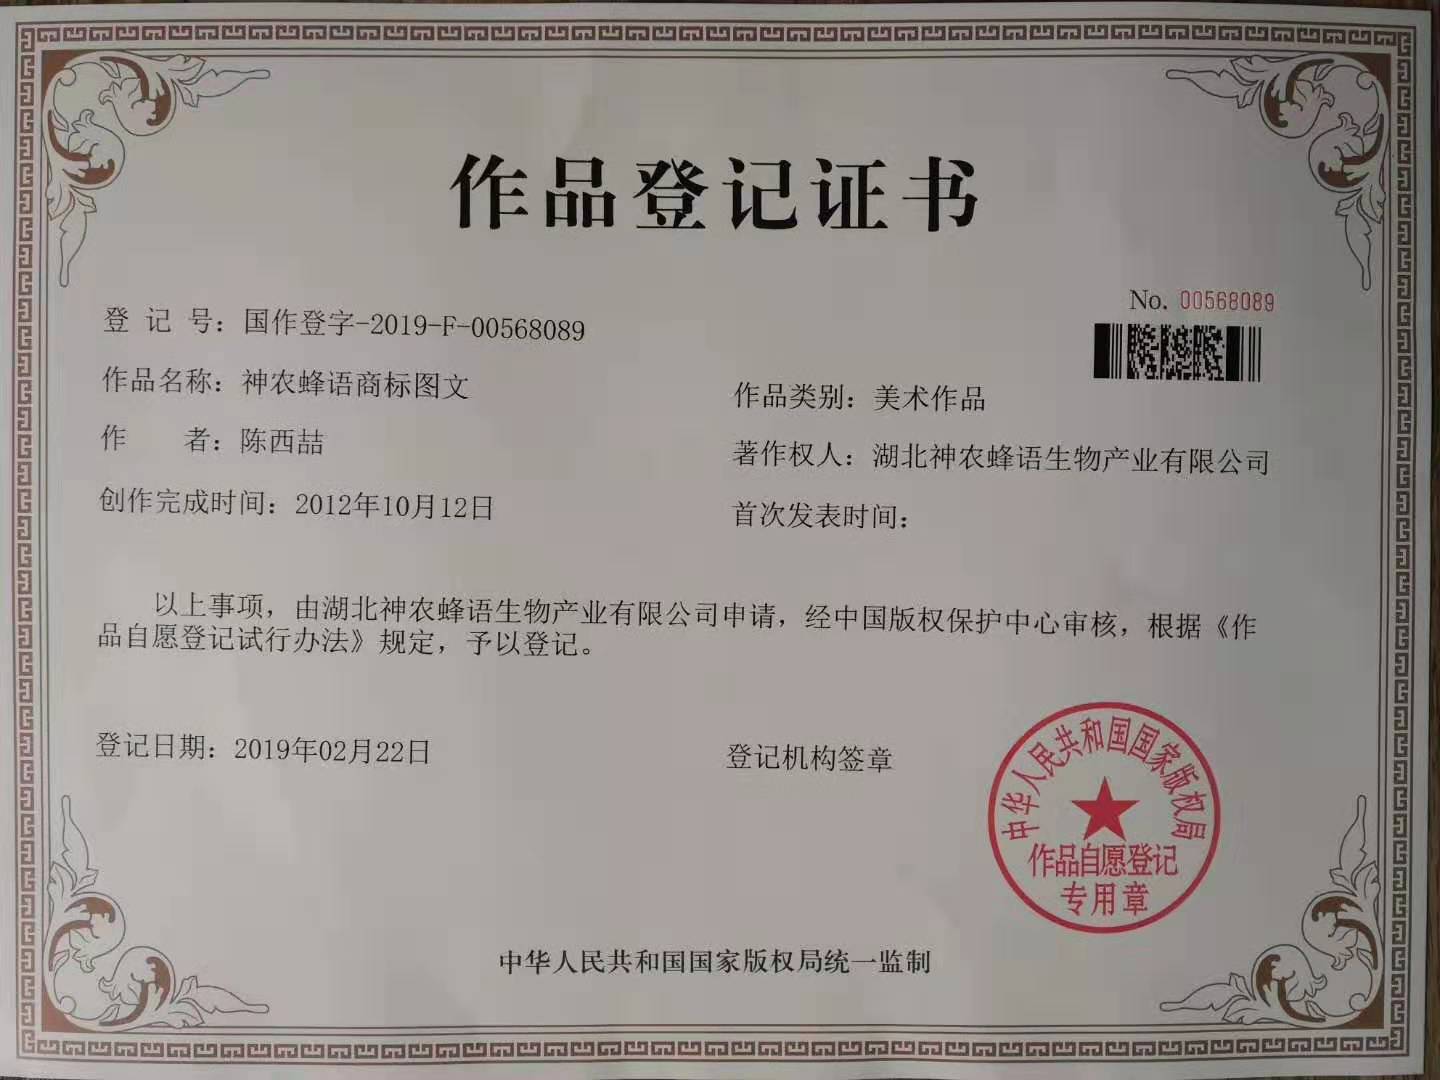 作品登记证书
No. 00568089
登 记 号：国作登字-2019-F-00568089
作品名称：神农蜂语商标图文
作品类别：美术作品
作 者：陈西喆
著作权人：湖北神农蜂语生物产业有限公司
创作完成时间：2012年10月12日
首次发表时间：
以上事项，由湖北神农蜂语生物产业有限公司申请，经中国版权保护中心审核，根据《作
品自愿登记试行办法》规定，予以登记。
登记日期：2019年02月22日
登记机构签章
中华人民共和国国家版权局
作品自愿登记
专用章
中华人民共和国国家版权局统一监制